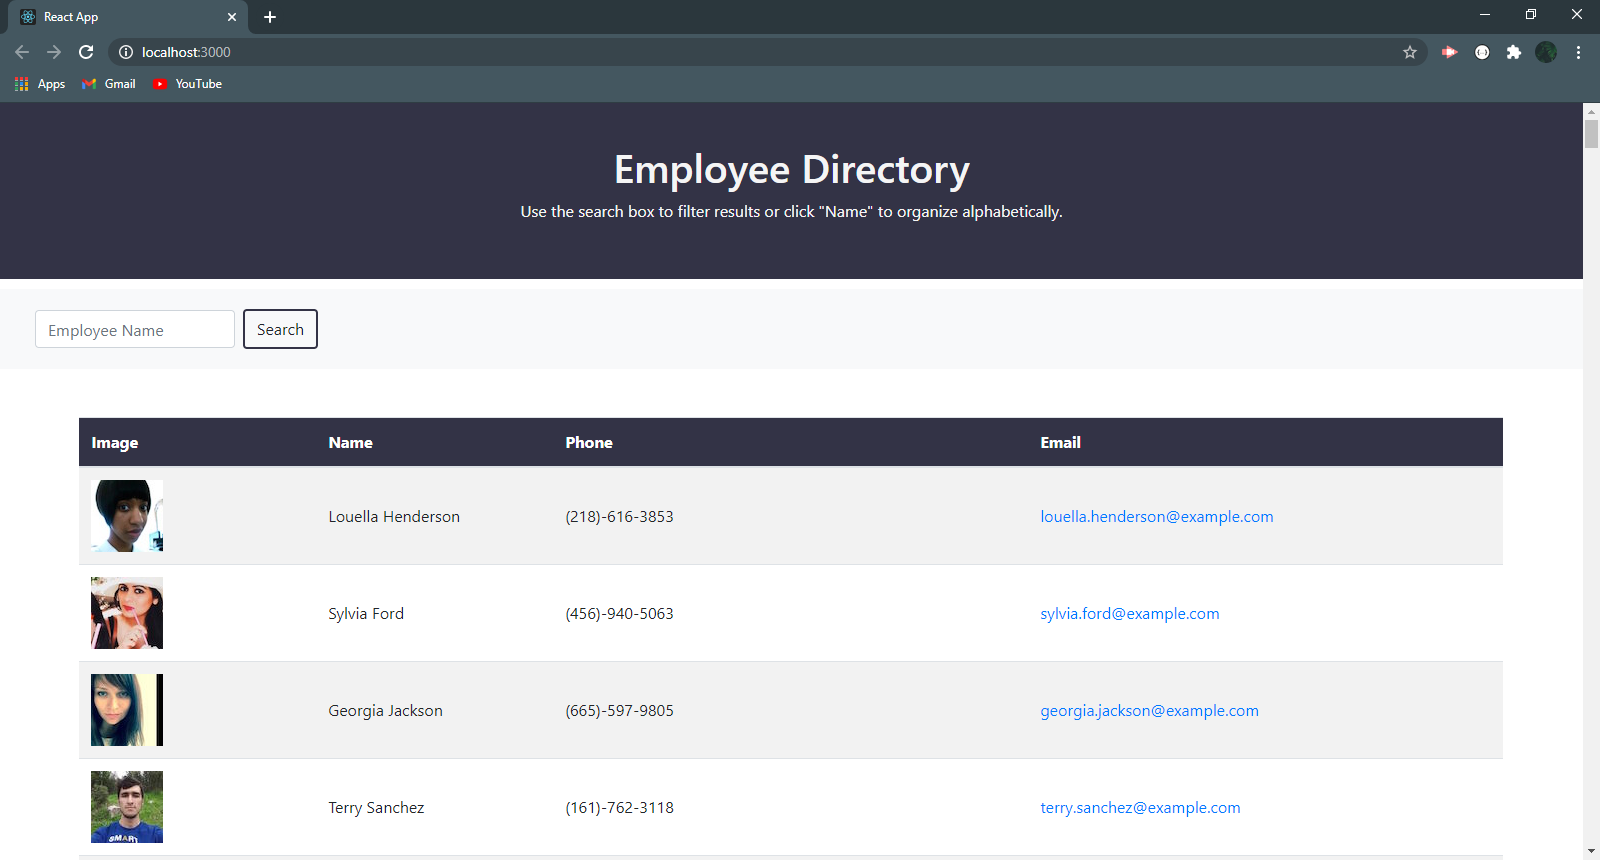 React App
localhost:3000
Apps Gmail YouTube
Employee Directory
Use the search box to filter results or click "Name" to organize alphabetically.
Employee Name Search
Image Name Phone Email
Louella Henderson (218)-616-3853 louella.henderson@example.com
Sylvia Ford (456)-940-5063 sylvia.ford@example.com
Georgia Jackson (665)-597-9805 georgia.jackson@example.com
Terry Sanchez (161)-762-3118 terry.sanchez@example.com
SMART